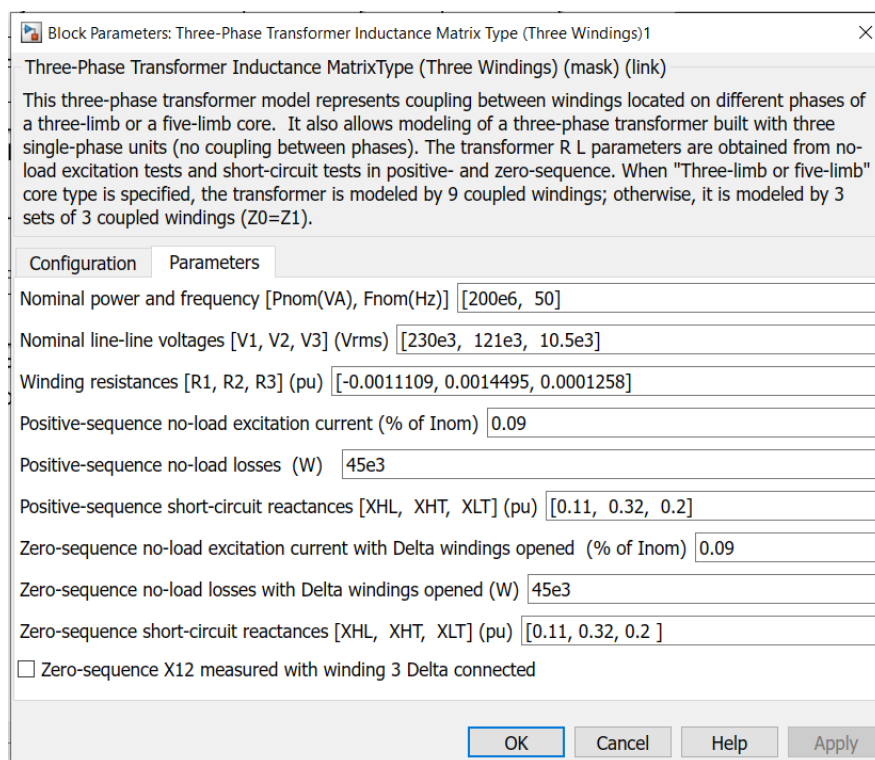 Block Parameters: Three-Phase Transformer Inductance Matrix Type (Three Windings)1
Three-Phase Transformer Inductance MatrixType (Three Windings) (mask) (link)
This three-phase transformer model represents coupling between windings located on different phases of
a three-limb or a five-limb core.  It also allows modeling of a three-phase transformer built with three
single-phase units (no coupling between phases). The transformer R L parameters are obtained from no-
load excitation tests and short-circuit tests in positive- and zero-sequence. When "Three-limb or five-limb"
core type is specified, the transformer is modeled by 9 coupled windings; otherwise, it is modeled by 3
sets of 3 coupled windings (Z0=Z1).
Configuration Parameters
Nominal power and frequency [Pnom(VA), Fnom(Hz)] [200e6, 50]
Nominal line-line voltages [V1, V2, V3] (Vrms) [230e3, 121e3, 10.5e3]
Winding resistances [R1, R2, R3] (pu) [-0.0011109, 0.0014495, 0.0001258]
Positive-sequence no-load excitation current (% of Inom) 0.09
Positive-sequence no-load losses (W) 45e3
Positive-sequence short-circuit reactances [XHL, XHT, XLT] (pu) [0.11, 0.32, 0.2]
Zero-sequence no-load excitation current with Delta windings opened (% of Inom) 0.09
Zero-sequence no-load losses with Delta windings opened (W) 45e3
Zero-sequence short-circuit reactances [XHL, XHT, XLT] (pu) [0.11, 0.32, 0.2 ]
Zero-sequence X12 measured with winding 3 Delta connected
OK Cancel Help Apply